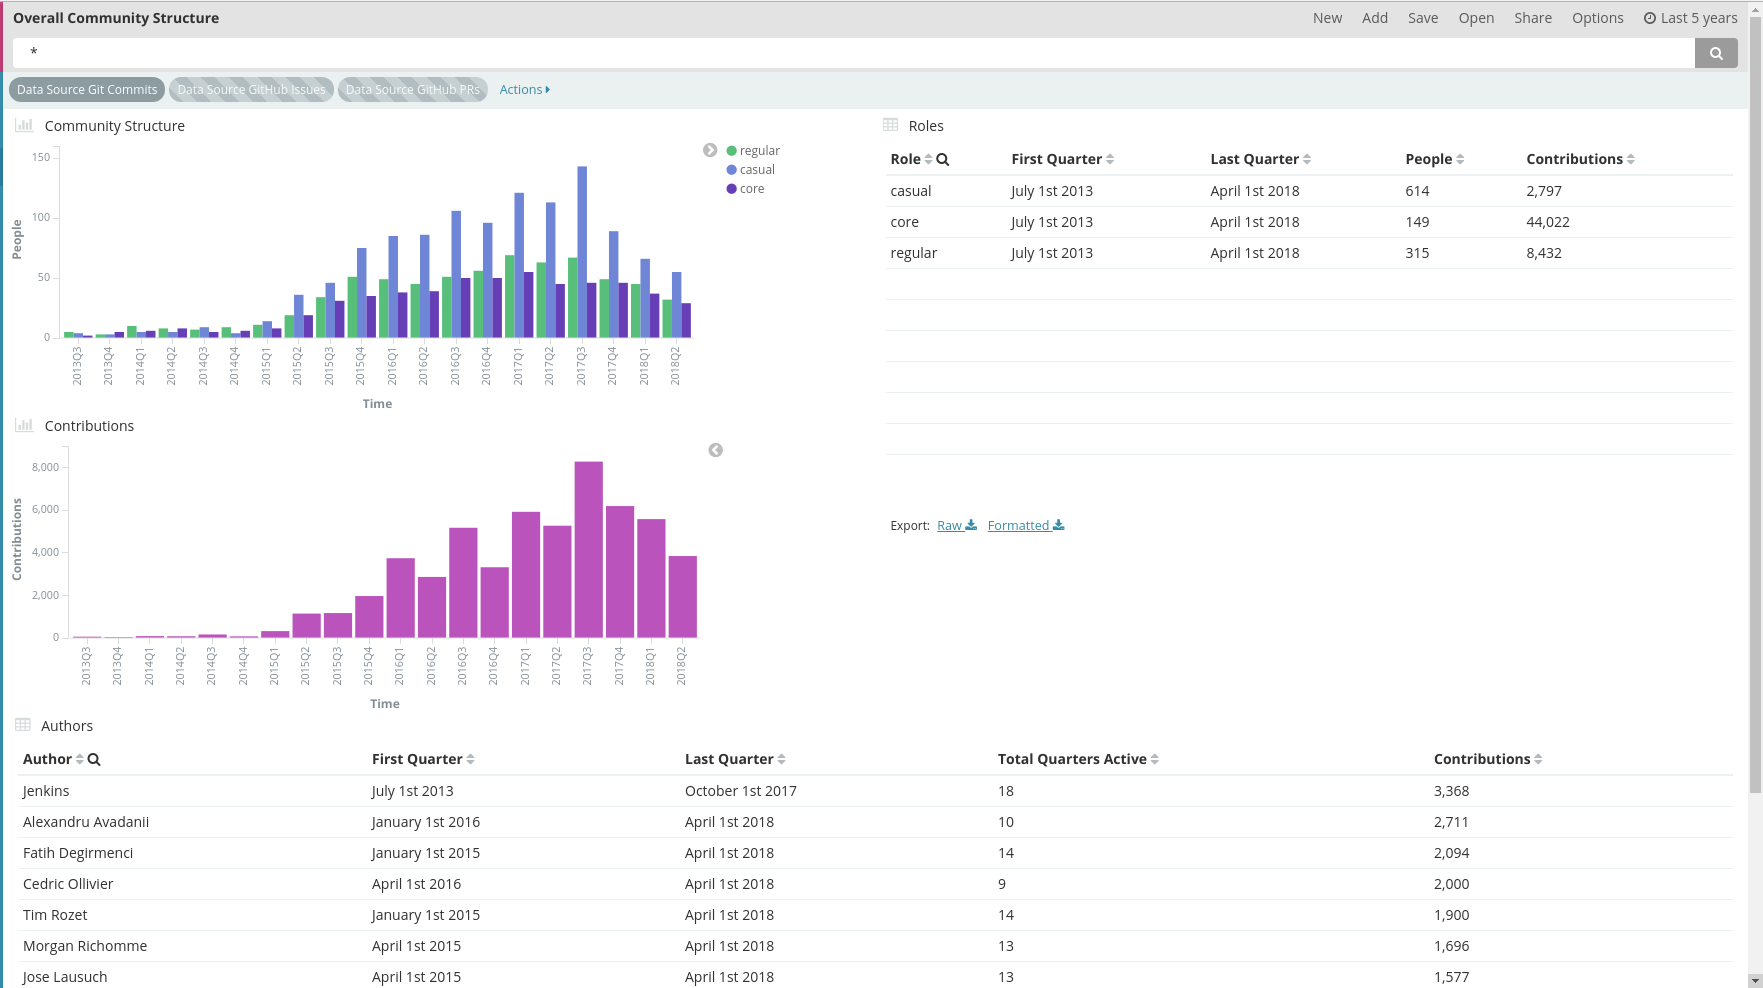 Overall Community Structure
New Add Save Open Share Options Last 5 years
*
Data Source Git Commits Data Source GitHub Issues Data Source GitHub PRs Actions
Community Structure
150
100
50
0
People
2013Q3 2013Q4 2014Q1 2014Q2 2014Q3 2014Q4 2015Q1 2015Q2 2015Q3 2015Q4 2016Q1 2016Q2 2016Q3 2016Q4 2017Q1 2017Q2 2017Q3 2017Q4 2018Q1 2018Q2
Time
regular
casual
core
Roles
Role First Quarter Last Quarter People Contributions
casual July 1st 2013 April 1st 2018 614 2,797
core July 1st 2013 April 1st 2018 149 44,022
regular July 1st 2013 April 1st 2018 315 8,432
Export: Raw Formatted
Contributions
8,000
6,000
4,000
2,000
0
Contributions
2013Q3 2013Q4 2014Q1 2014Q2 2014Q3 2014Q4 2015Q1 2015Q2 2015Q3 2015Q4 2016Q1 2016Q2 2016Q3 2016Q4 2017Q1 2017Q2 2017Q3 2017Q4 2018Q1 2018Q2
Time
Authors
Author First Quarter Last Quarter Total Quarters Active Contributions
Jenkins July 1st 2013 October 1st 2017 18 3,368
Alexandru Avadanii January 1st 2016 April 1st 2018 10 2,711
Fatih Degirmenci January 1st 2015 April 1st 2018 14 2,094
Cedric Ollivier April 1st 2016 April 1st 2018 9 2,000
Tim Rozet January 1st 2015 April 1st 2018 14 1,900
Morgan Richomme April 1st 2015 April 1st 2018 13 1,696
Jose Lausuch April 1st 2015 April 1st 2018 13 1,577